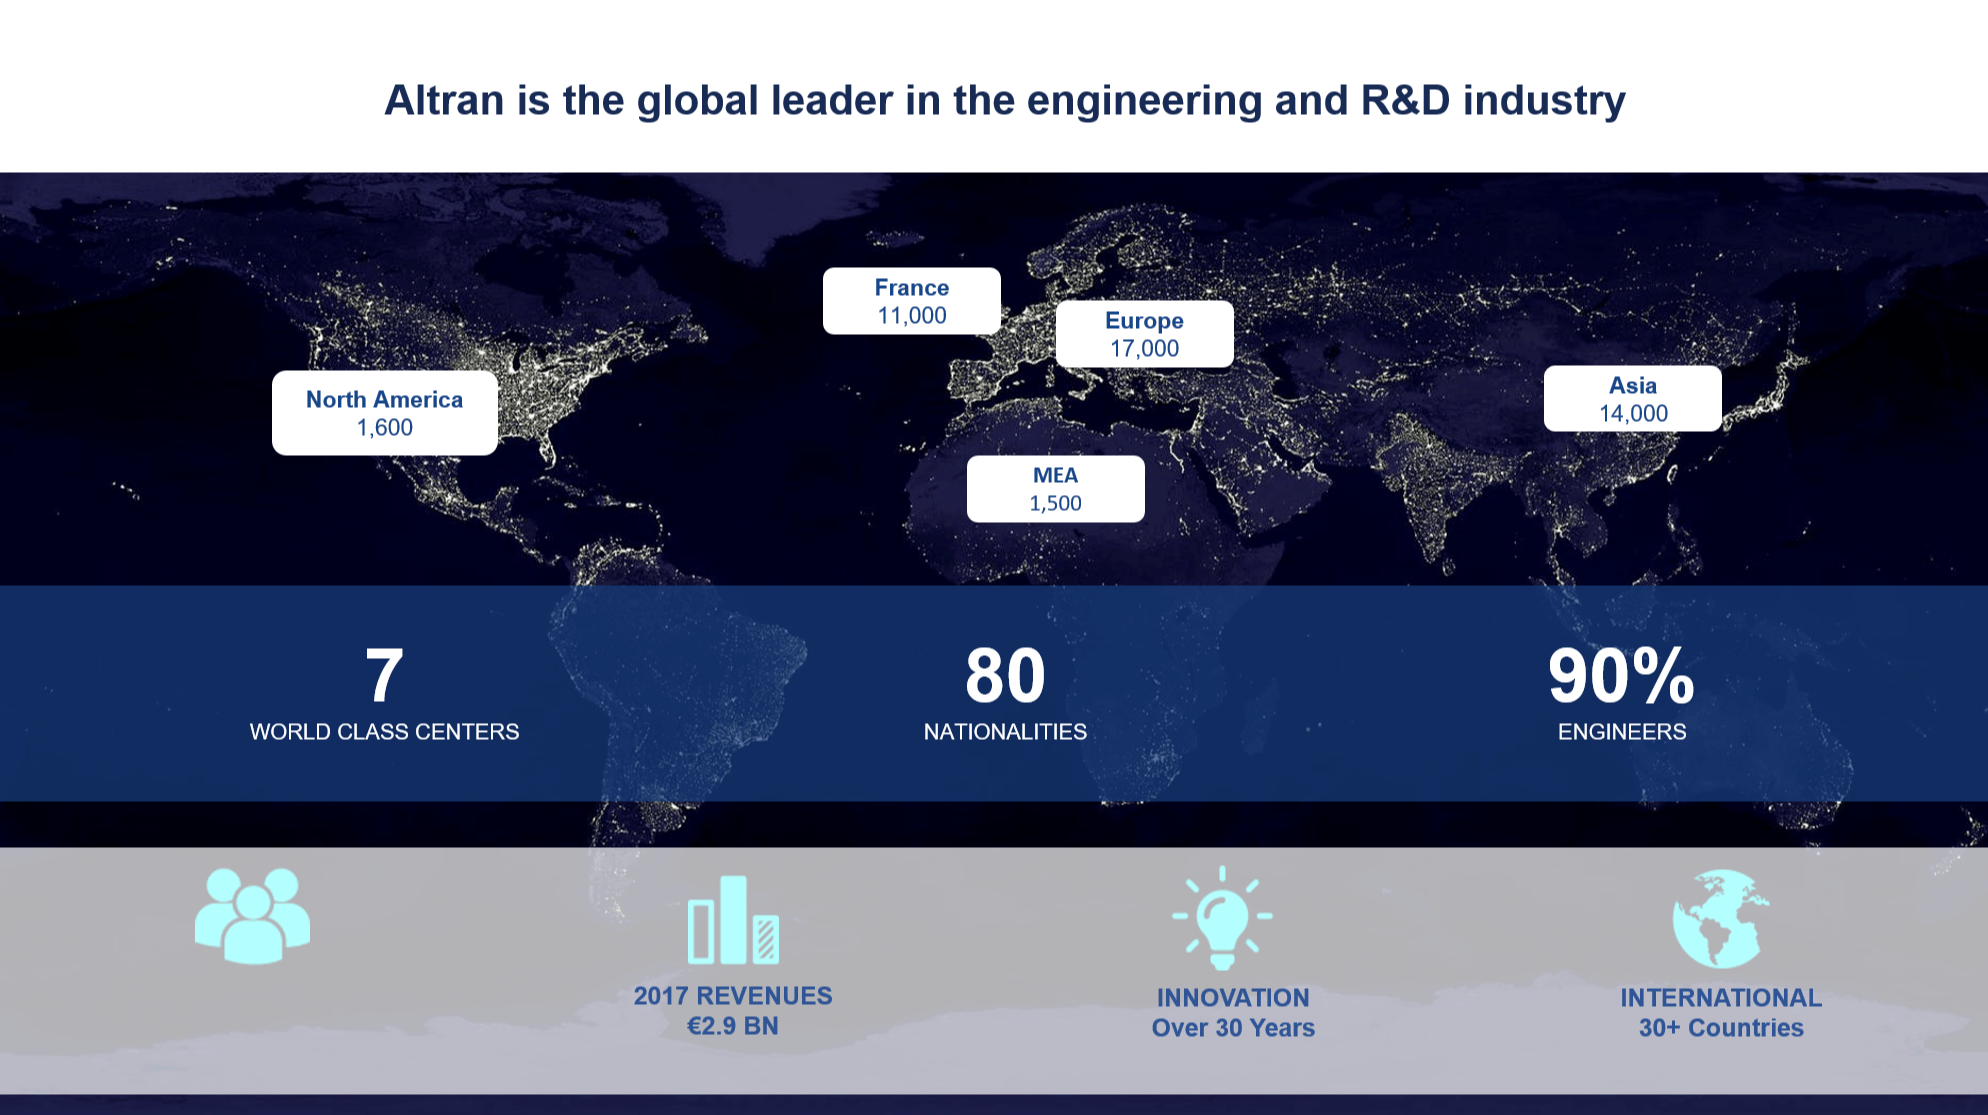 Altran is the global leader in the engineering and R&D industry
France
11,000
Europe
17,000
North America
1,600
Asia
14,000
MEA
1,500
7
WORLD CLASS CENTERS
80
NATIONALITIES
90%
ENGINEERS
2017 REVENUES
€2.9 BN
INNOVATION
Over 30 Years
INTERNATIONAL
30+ Countries